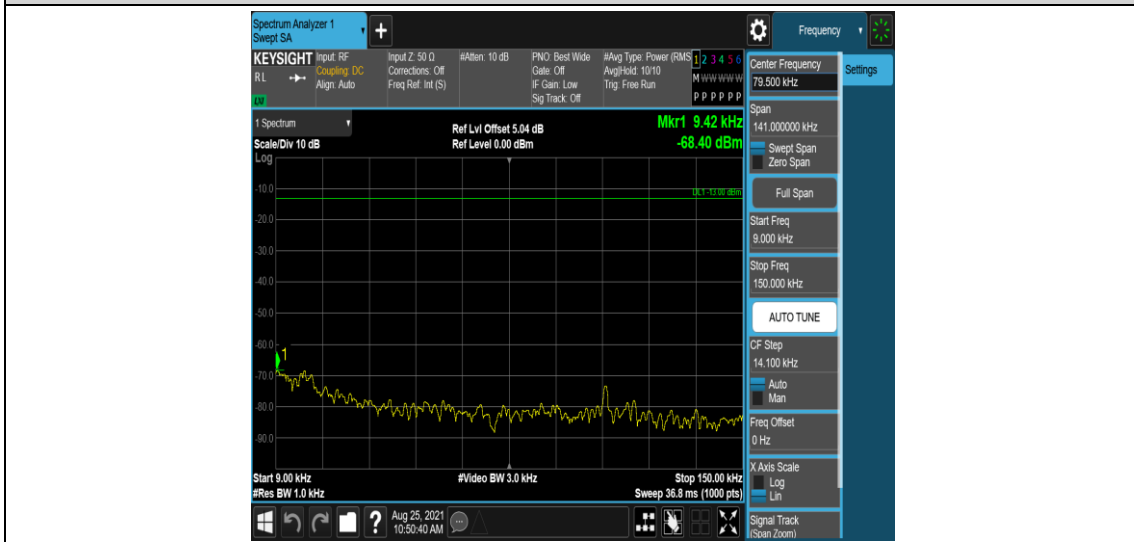 Spectrum Analyzer 1
Swept SA
+
Frequency
KEYSIGHT
RL
LXI
Input: RF
Coupling: DC
Align: Auto
Input Z: 50 Ω
Corrections: Off
Freq Ref: Int (S)
#Atten: 10 dB
PNO: Best Wide
Gate: Off
IF Gain: Low
Sig Track: Off
#Avg Type: Power (RMS
Avg|Hold: 10/10
Trig: Free Run
1 2 3 4 5 6
M W W W W W
P P P P P P
Center Frequency
79.500 kHz
Settings
Span
141.000000 kHz
Swept Span
Zero Span
Full Span
Start Freq
9.000 kHz
Stop Freq
150.000 kHz
AUTO TUNE
CF Step
14.100 kHz
Auto
Man
Freq Offset
0 Hz
X Axis Scale
Log
Lin
Signal Track
(Span Zoom)
1 Spectrum
Scale/Div 10 dB
Ref Lvl Offset 5.04 dB
Ref Level 0.00 dBm
Mkr1 9.42 kHz
-68.40 dBm
Log
DL1 -13.00 dBm
-10.0
-20.0
-30.0
-40.0
-50.0
-60.0
1
-70.0
-80.0
-90.0
Start 9.00 kHz
#Video BW 3.0 kHz
Stop 150.00 kHz
#Res BW 1.0 kHz
Sweep 36.8 ms (1000 pts)
?
Aug 25, 2021
10:50:40 AM